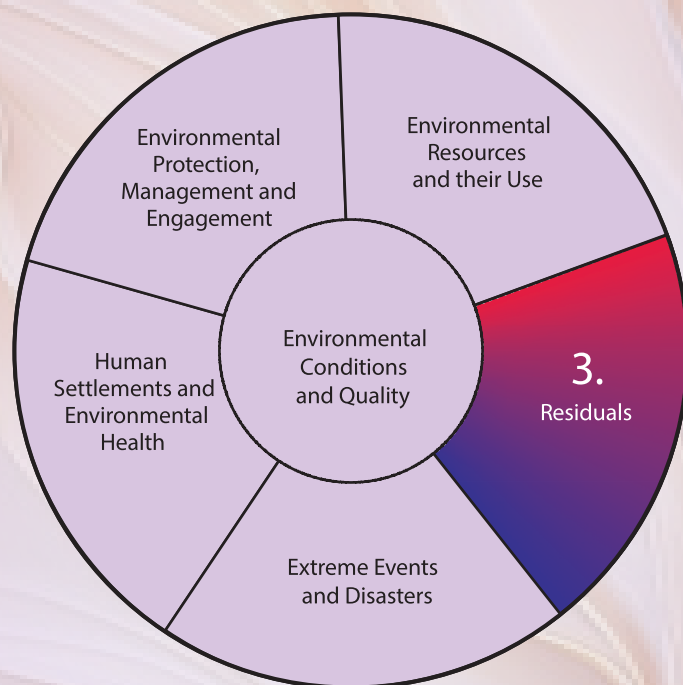 Environmental
Protection,
Management and
Engagement
Environmental
Resources
and their Use
Environmental
Conditions
and Quality
3.
Residuals
Human
Settlements and
Environmental
Health
Extreme Events
and Disasters